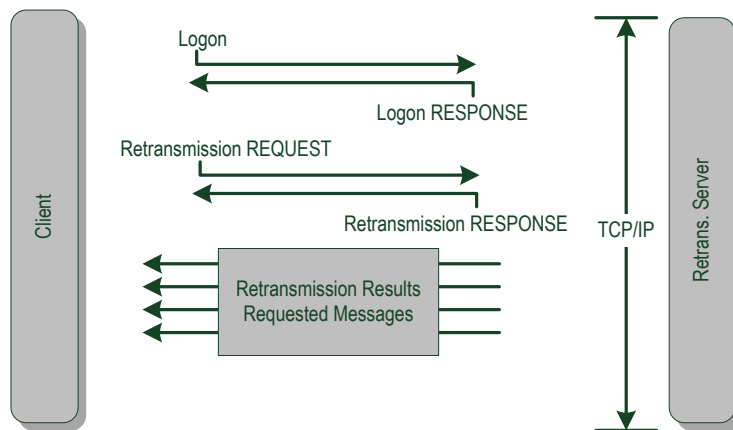 Logon
Logon RESPONSE
Retransmission REQUEST
Retransmission RESPONSE
Client
TCP/IP
Retrans. Server
Retransmission Results
Requested Messages